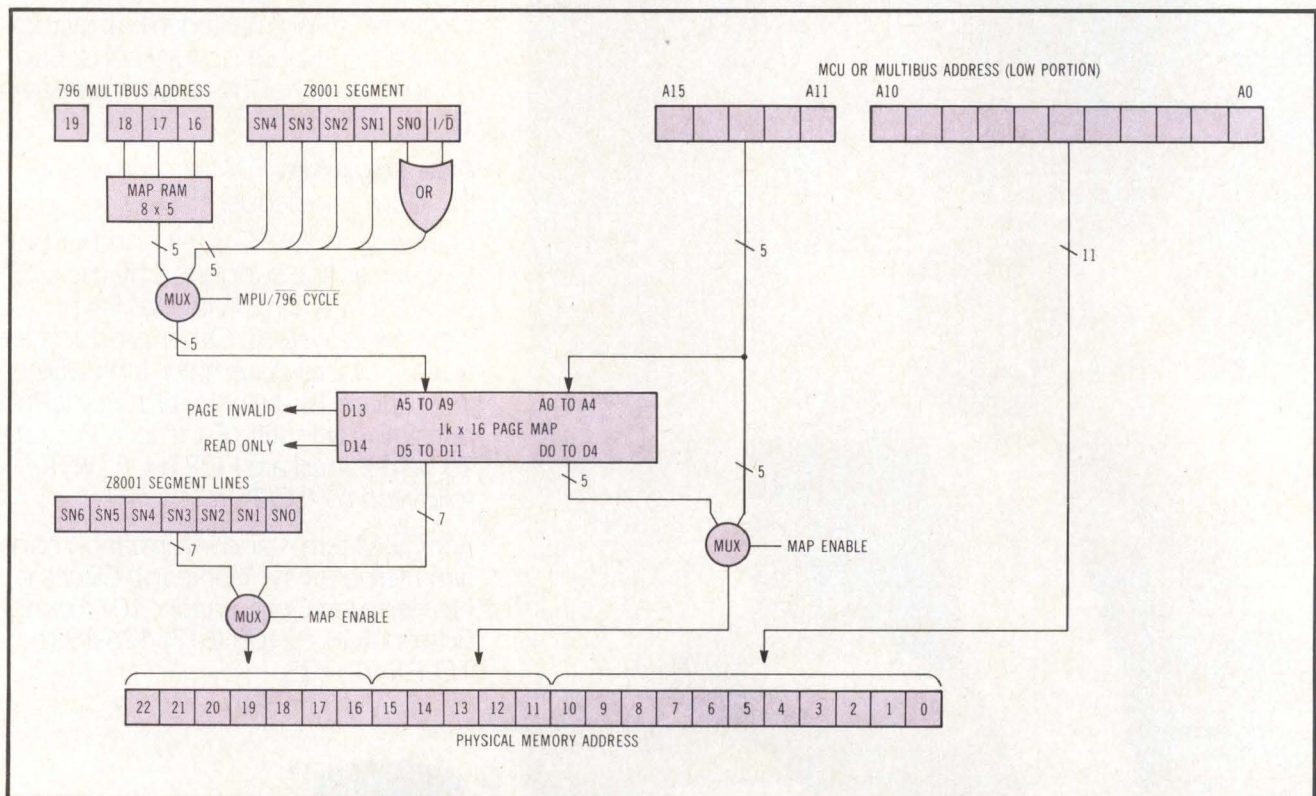 MCU OR MULTIBUS ADDRESS (LOW PORTION)
796 MULTIBUS ADDRESS Z8001 SEGMENT
A15 A11 A10 A0
19 18 17 16 SN4 SN3 SN2 SN1 SN0 I/D̅
MAP RAM
8 x 5
OR
5 5 5 11
MUX MPU/7̅9̅6̅ C̅Y̅C̅L̅E̅
5
PAGE INVALID D13 A5 TO A9 A0 TO A4
1k x 16 PAGE MAP
READ ONLY D14 D5 TO D11 D0 TO D4
5 5
Z8001 SEGMENT LINES
SN6 SN5 SN4 SN3 SN2 SN1 SN0
7 7
MUX MAP ENABLE
MUX MAP ENABLE
22 21 20 19 18 17 16 15 14 13 12 11 10 9 8 7 6 5 4 3 2 1 0
PHYSICAL MEMORY ADDRESS